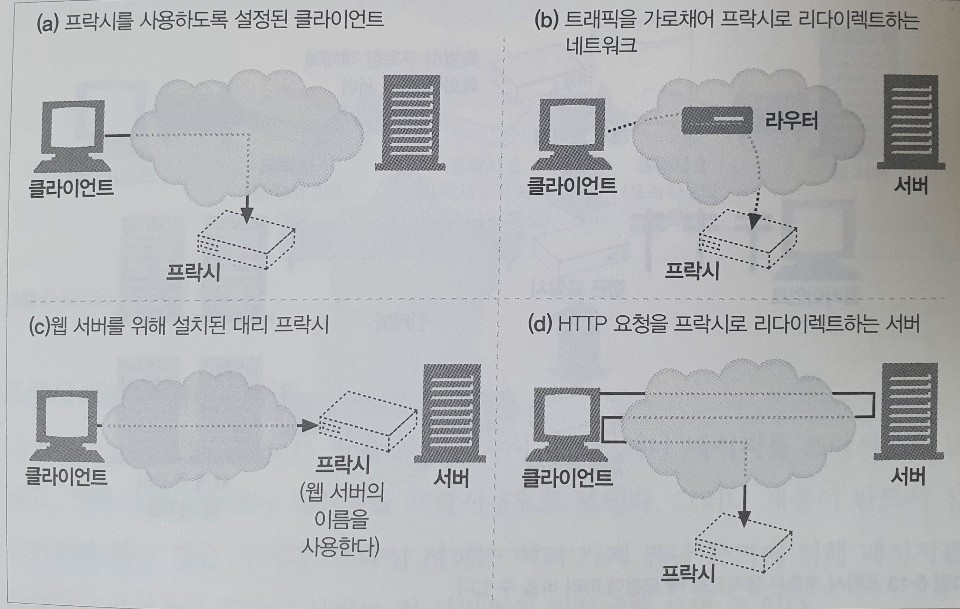 (a) 프락시를 사용하도록 설정된 클라이언트
클라이언트
프락시
(b) 트래픽을 가로채어 프락시로 리다이렉트하는
네트워크
라우터
클라이언트
서버
프락시
(c)웹 서버를 위해 설치된 대리 프락시
클라이언트
프락시
(웹 서버의
이름을
사용한다)
서버
(d) HTTP 요청을 프락시로 리다이렉트하는 서버
클라이언트
서버
프락시